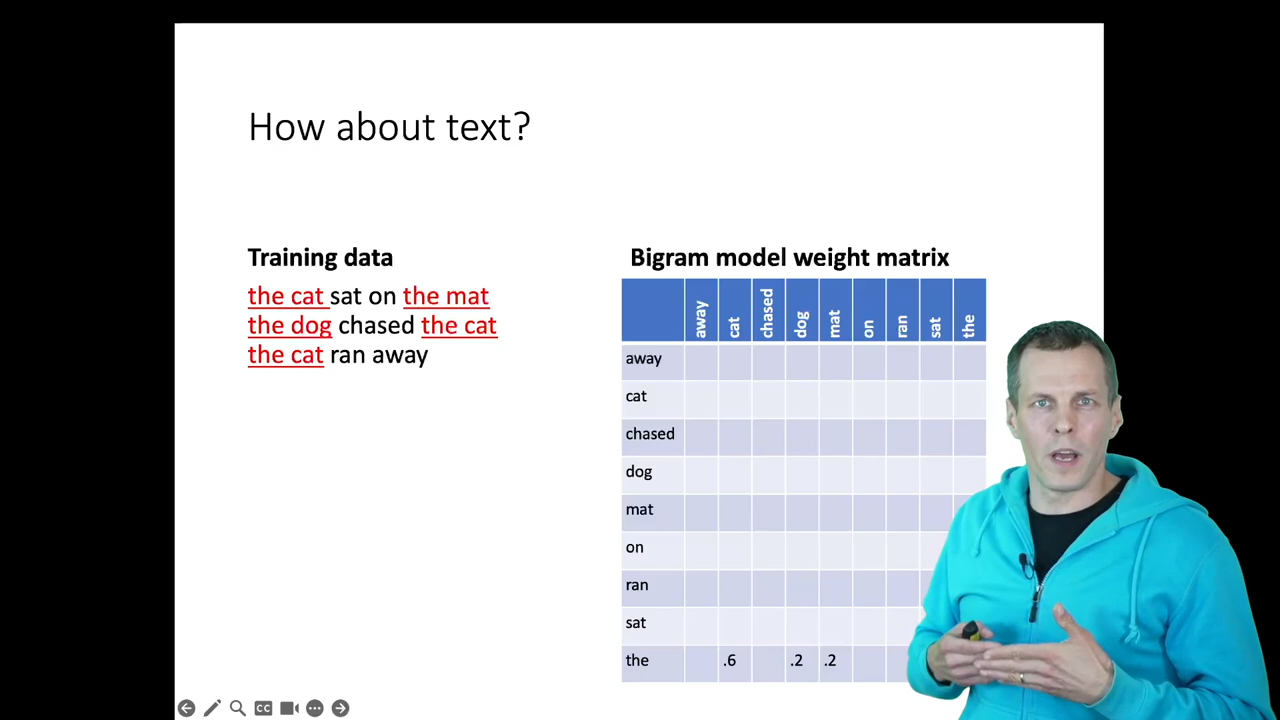 How about text?
Training data
the cat sat on the mat
the dog chased the cat
the cat ran away
Bigram model weight matrix
away cat chased dog mat on ran sat the
away
cat
chased
dog
mat
on
ran
sat
the .6 .2 .2
CC